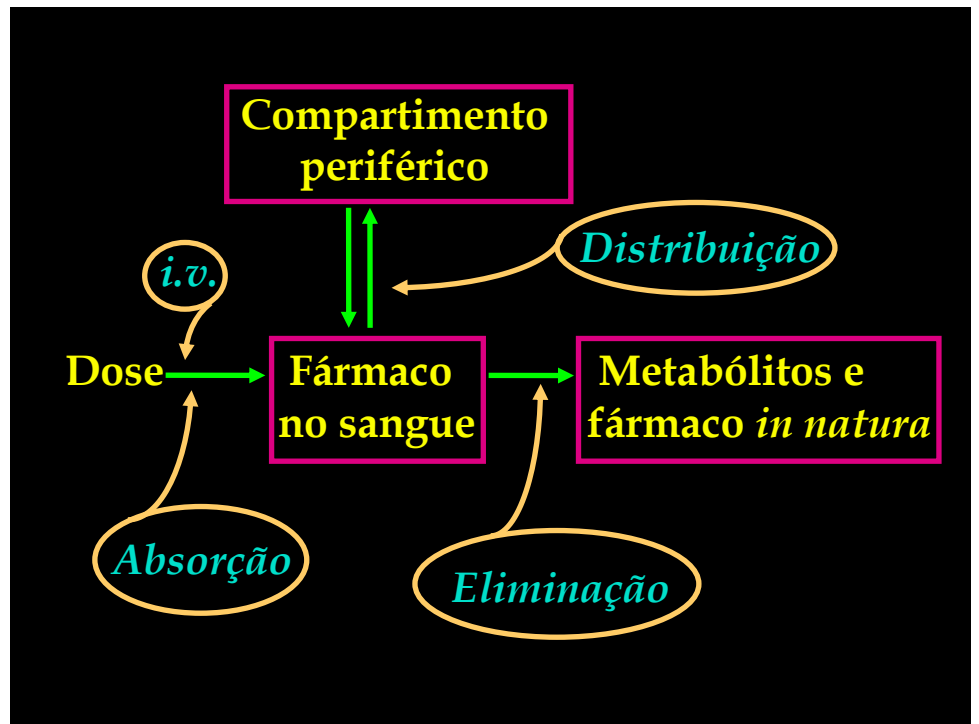 Compartimento
periférico
Distribuição
i.v.
Dose
Fármaco
no sangue
Metabólitos e
fármaco in natura
Absorção
Eliminação